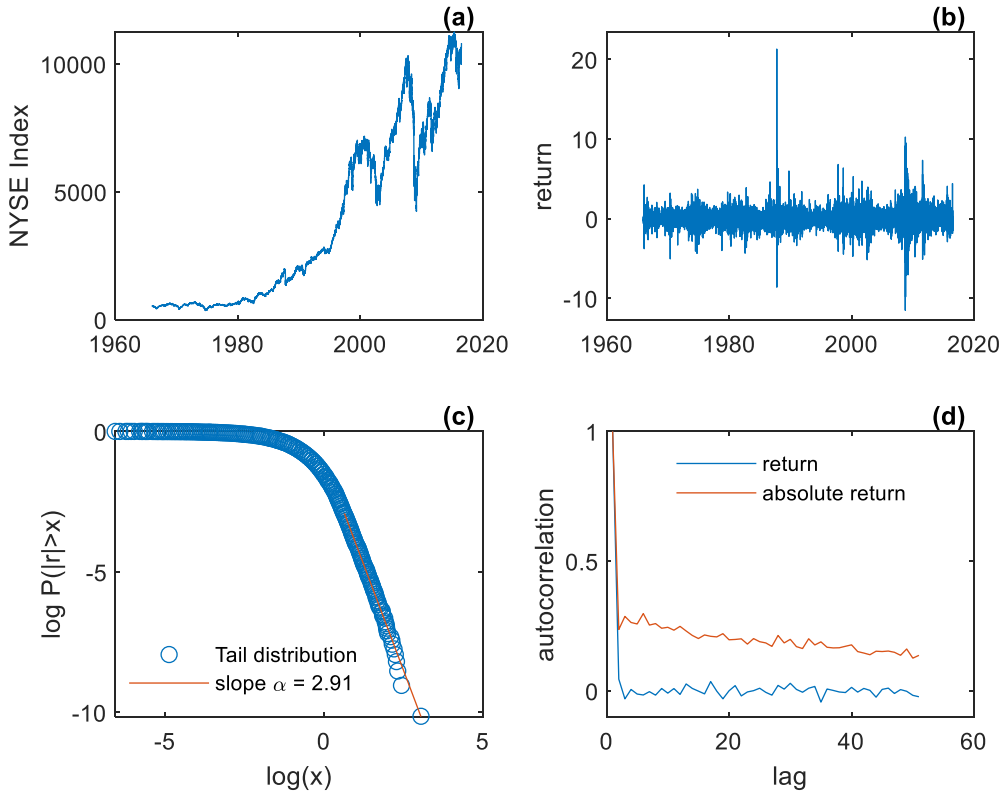 (a)
10000
5000
0
NYSE Index
1960
1980
2000
2020
(b)
20
10
0
-10
return
1960
1980
2000
2020
(c)
0
-5
-10
log P(|r|>x)
Tail distribution
slope α = 2.91
-5
0
5
log(x)
(d)
1
0.5
0
autocorrelation
return
absolute return
0
20
40
60
lag